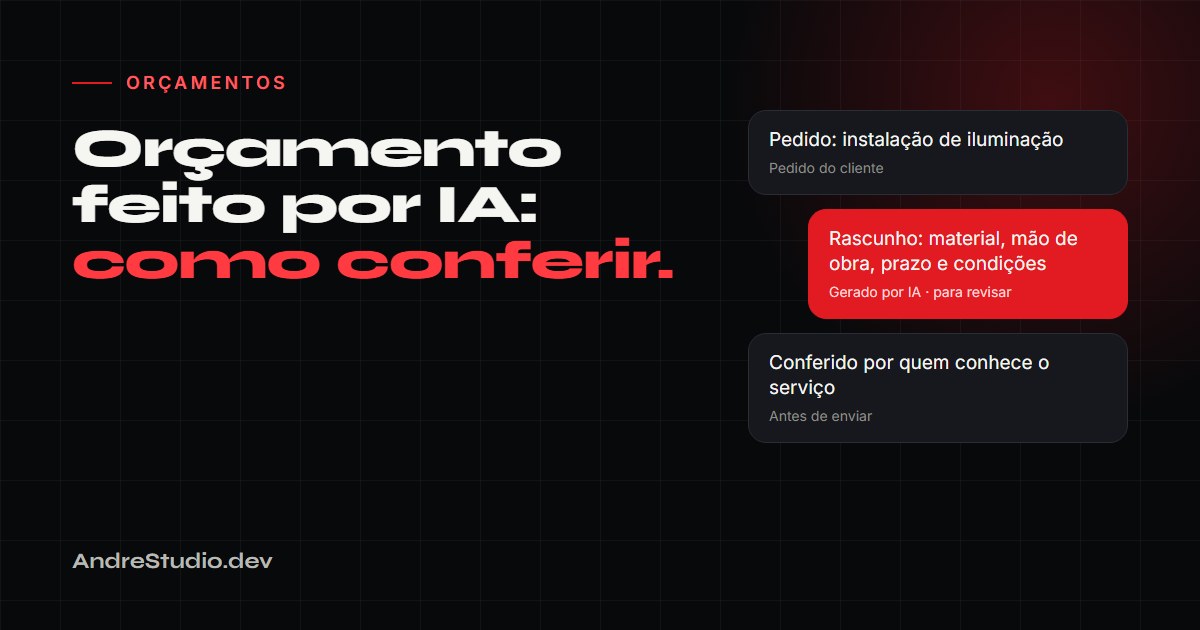 ORÇAMENTOS
Orçamento
feito por IA:
como conferir.
Pedido: instalação de iluminação
Pedido do cliente
Rascunho: material, mão de
obra, prazo e condições
Gerado por IA · para revisar
Conferido por quem conhece o
serviço
Antes de enviar
AndreStudio.dev